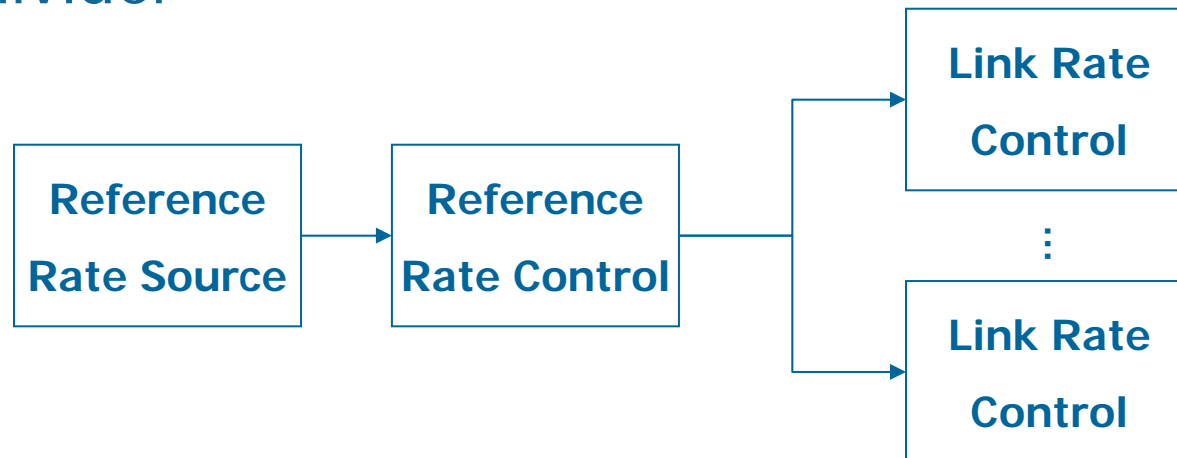 Link Rate
Control
Reference
Rate Source
Reference
Rate Control
⋮
Link Rate
Control